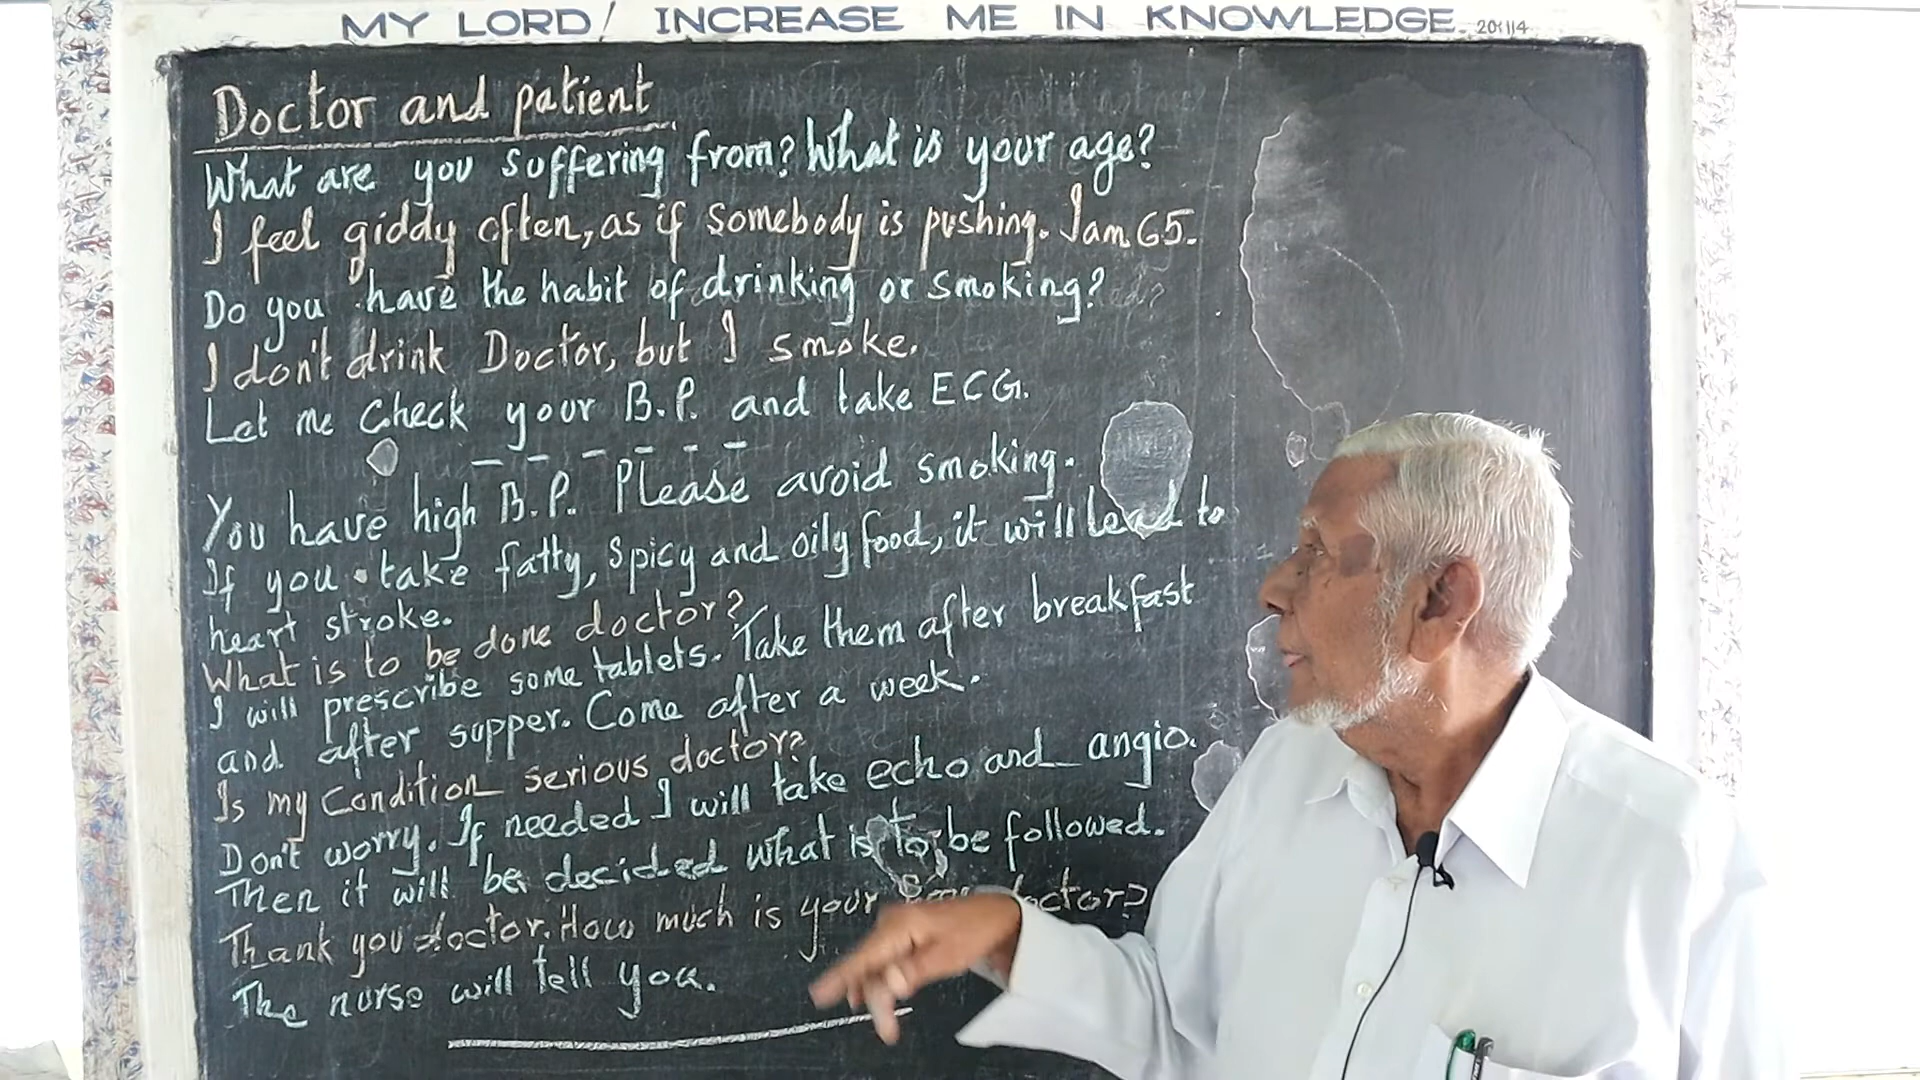 MY LORD! INCREASE ME IN KNOWLEDGE. 201114
Doctor and patient
What are you suffering from? What is your age?
I feel giddy often, as if somebody is pushing. I am 65.
Do you have the habit of drinking or smoking?
I don't drink Doctor, but I smoke.
Let me check your B.P. and take ECG.
You have high B.P. Please avoid smoking.
If you take fatty, spicy and oily food, it will lead to
heart stroke.
What is to be done doctor?
I will prescribe some tablets. Take them after breakfast
and after supper. Come after a week.
Is my condition serious doctor?
Don't worry. If needed I will take echo and angio.
Then it will be decided what is to be followed.
Thank you doctor. How much is your doctor?
The nurse will tell you.